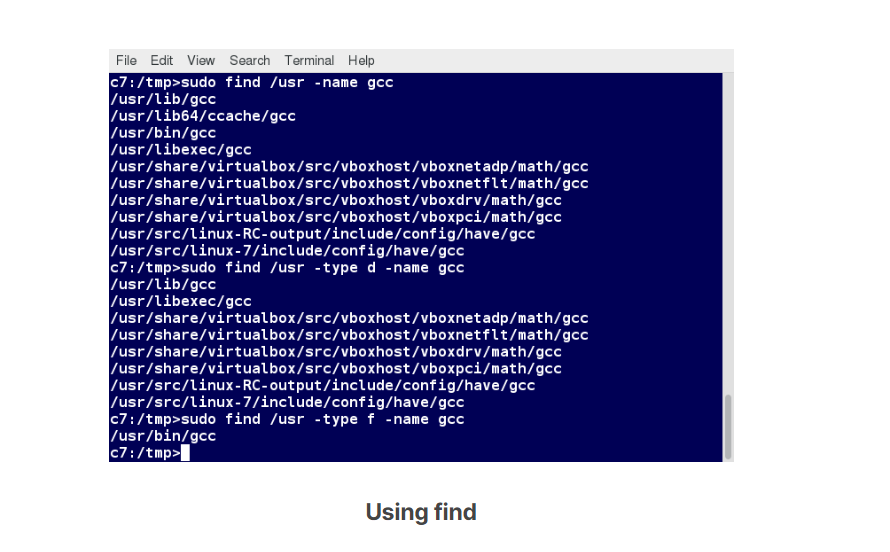 File Edit View Search Terminal Help
c7:/tmp>sudo find /usr -name gcc
/usr/lib/gcc
/usr/lib64/ccache/gcc
/usr/bin/gcc
/usr/libexec/gcc
/usr/share/virtualbox/src/vboxhost/vboxnetadp/math/gcc
/usr/share/virtualbox/src/vboxhost/vboxnetflt/math/gcc
/usr/share/virtualbox/src/vboxhost/vboxdrv/math/gcc
/usr/share/virtualbox/src/vboxhost/vboxpci/math/gcc
/usr/src/linux-RC-output/include/config/have/gcc
/usr/src/linux-7/include/config/have/gcc
c7:/tmp>sudo find /usr -type d -name gcc
/usr/lib/gcc
/usr/libexec/gcc
/usr/share/virtualbox/src/vboxhost/vboxnetadp/math/gcc
/usr/share/virtualbox/src/vboxhost/vboxnetflt/math/gcc
/usr/share/virtualbox/src/vboxhost/vboxdrv/math/gcc
/usr/share/virtualbox/src/vboxhost/vboxpci/math/gcc
/usr/src/linux-RC-output/include/config/have/gcc
/usr/src/linux-7/include/config/have/gcc
c7:/tmp>sudo find /usr -type f -name gcc
/usr/bin/gcc
c7:/tmp>
Using find